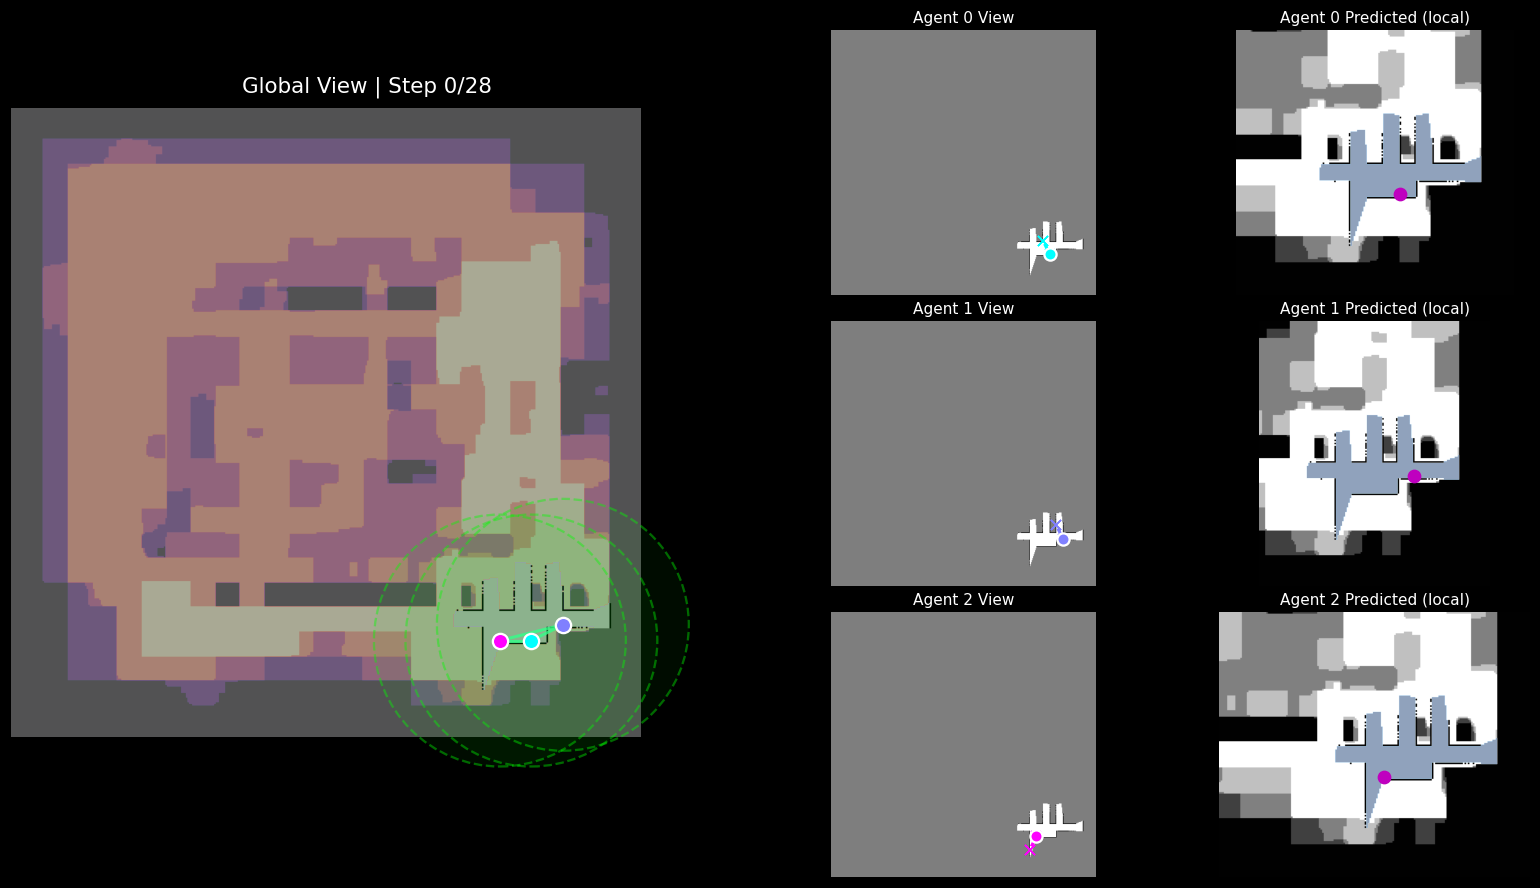 Global View | Step 0/28
Agent 0 View
Agent 0 Predicted (local)
Agent 1 View
Agent 1 Predicted (local)
Agent 2 View
Agent 2 Predicted (local)